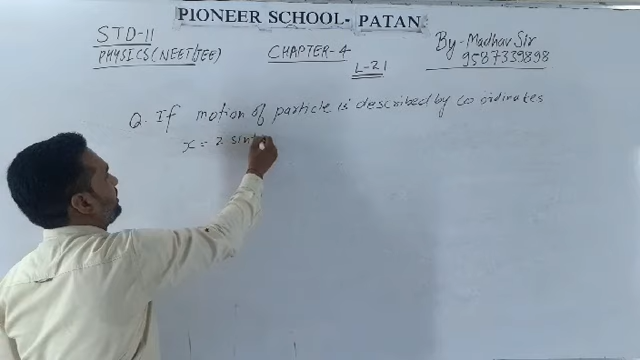 PIONEER SCHOOL- PATAN
STD-11
PHYSICS(NEET/JEE)
CHAPTER-4
L-21
By- Madhav Sir
9587339898
Q. If motion of particle is described by co ordinates
x = 2 sint